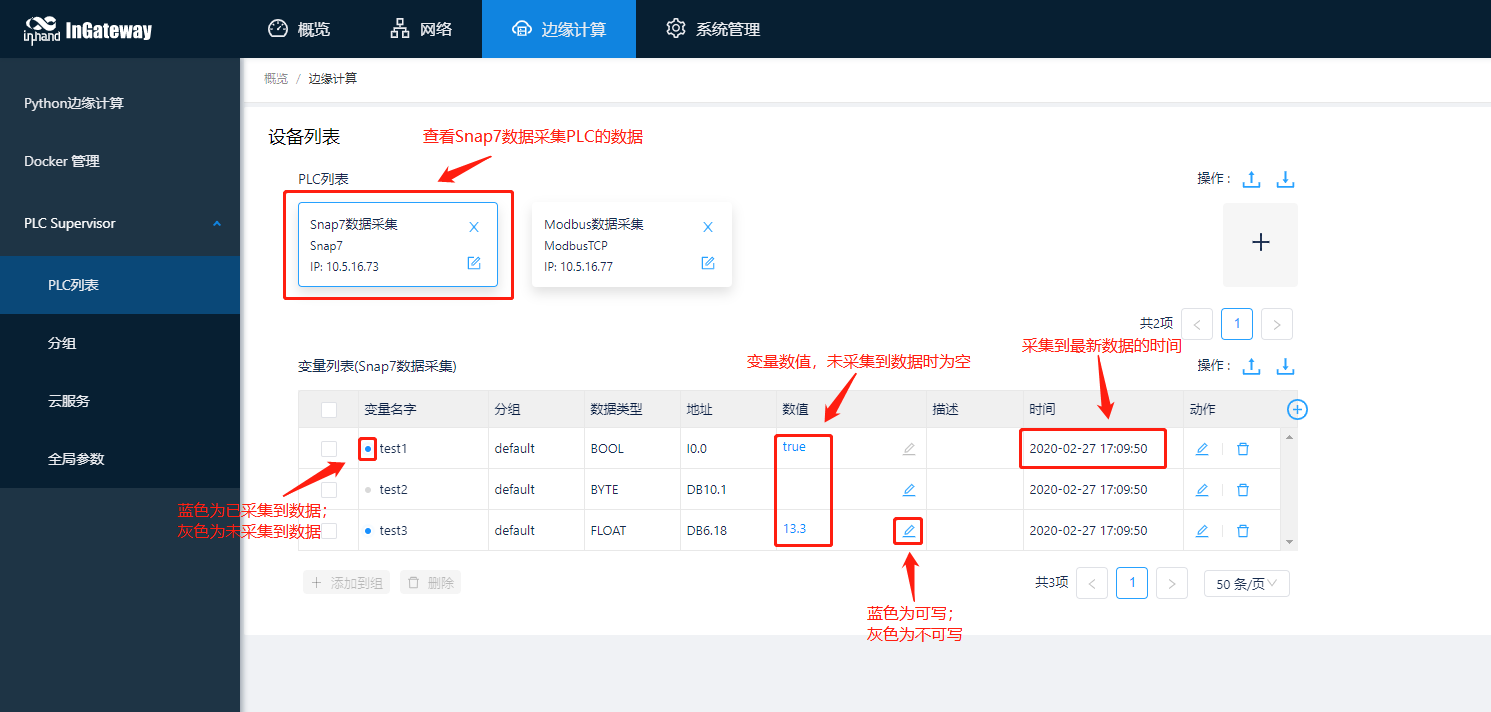 inhand InGateway
概览
网络
边缘计算
系统管理
Python边缘计算
Docker 管理
PLC Supervisor
PLC列表
分组
云服务
全局参数
概览 / 边缘计算
设备列表
查看Snap7数据采集PLC的数据
PLC列表
操作：
Snap7数据采集
Snap7
IP: 10.5.16.73
Modbus数据采集
ModbusTCP
IP: 10.5.16.77
共2项 < 1 >
采集到最新数据的时间
变量数值，未采集到数据时为空
变量列表(Snap7数据采集)
操作：
变量名字 分组 数据类型 地址 数值 描述 时间 动作
test1 default BOOL I0.0 true 2020-02-27 17:09:50
test2 default BYTE DB10.1 2020-02-27 17:09:50
test3 default FLOAT DB6.18 13.3 2020-02-27 17:09:50
蓝色为已采集到数据；
灰色为未采集到数据
添加到组
删除
共3项 < 1 > 50 条/页
蓝色为可写；
灰色为不可写